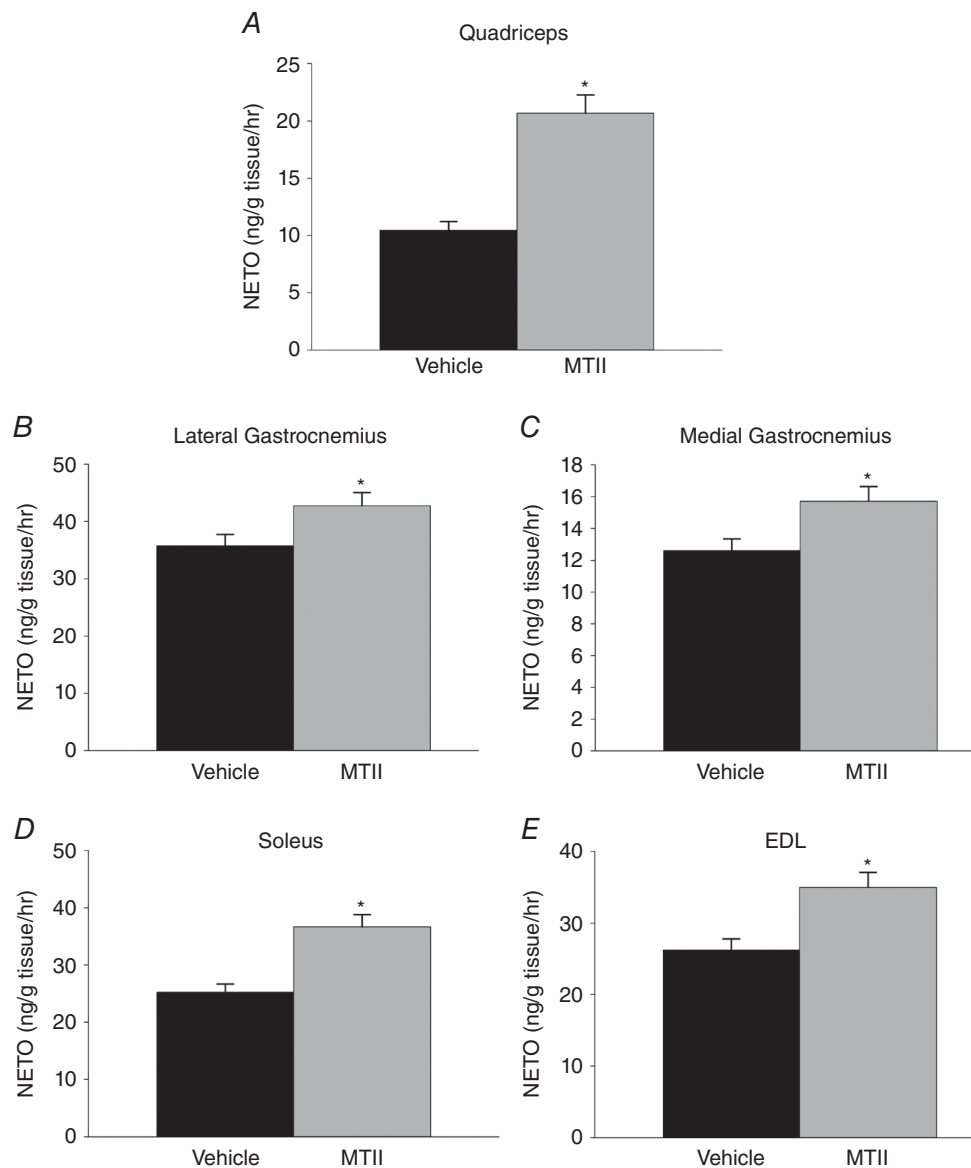 A
Quadriceps
NETO (ng/g tissue/hr)
25
20
15
10
5
0
*
Vehicle
MTII
B
Lateral Gastrocnemius
NETO (ng/g tissue/hr)
50
40
30
20
10
0
*
Vehicle
MTII
C
Medial Gastrocnemius
NETO (ng/g tissue/hr)
18
16
14
12
10
8
6
4
2
0
*
Vehicle
MTII
D
Soleus
NETO (ng/g tissue/hr)
50
40
30
20
10
0
*
Vehicle
MTII
E
EDL
NETO (ng/g tissue/hr)
40
30
20
10
0
*
Vehicle
MTII